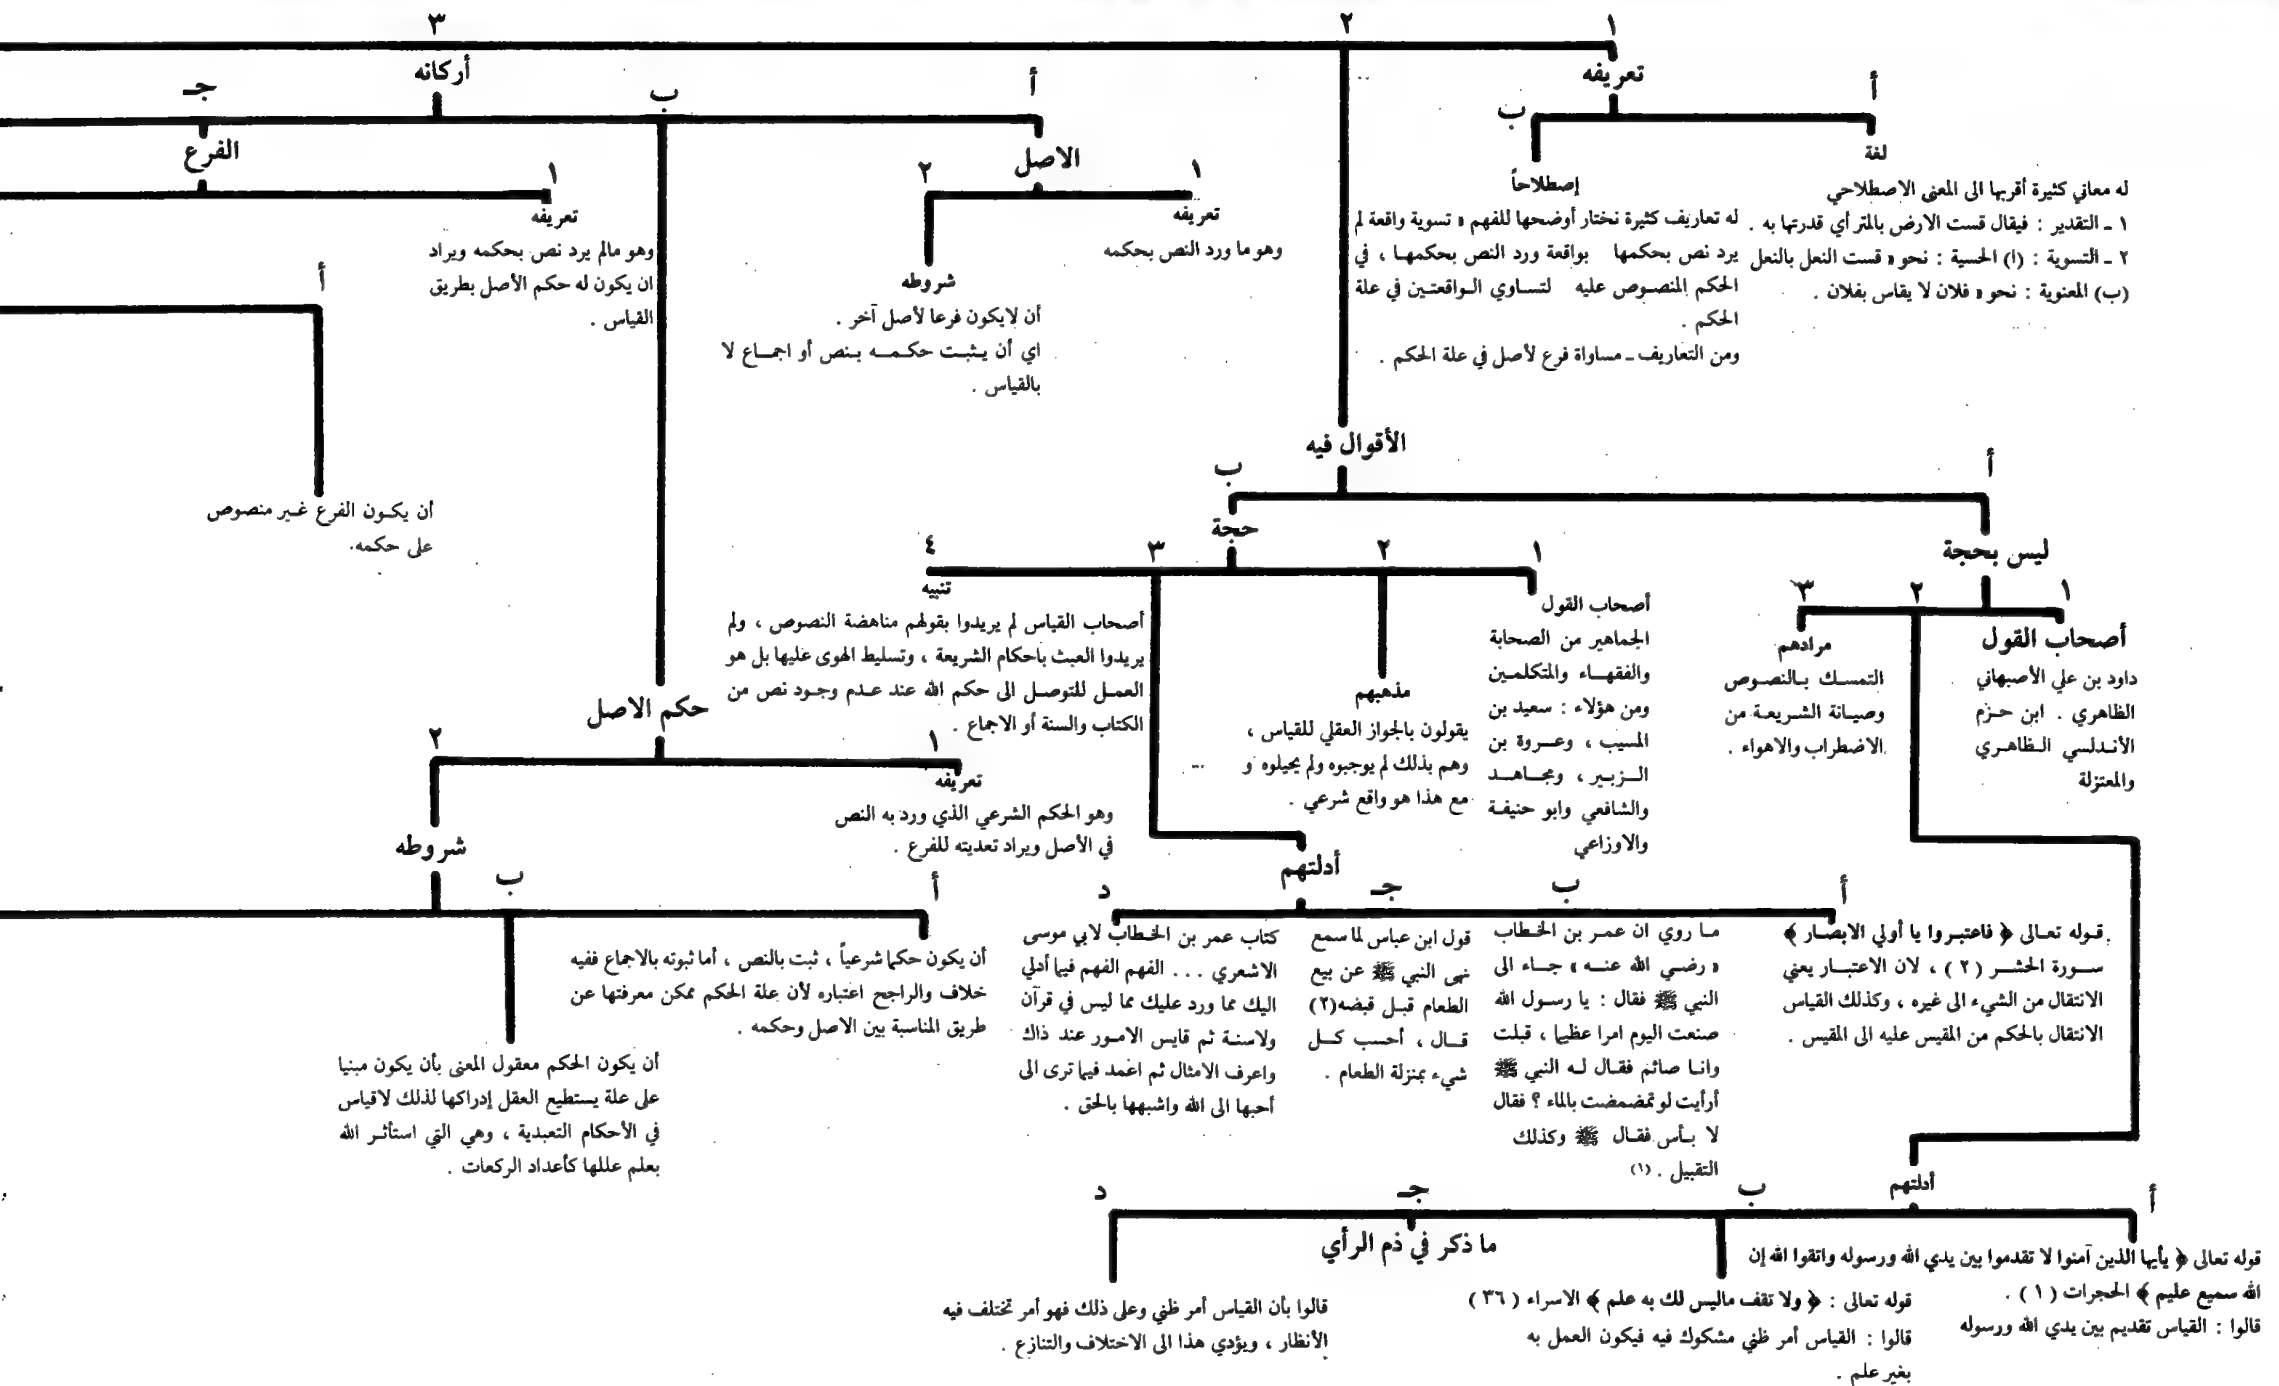 ١
تعريفه
أ
لغة
له معاني كثيرة أقربها الى المعنى الاصطلاحي
١ ـ التقدير : فيقال قست الارض بالمتر أي قدرتها به .
٢ ـ التسوية : (ا) الحسية : نحو « قست النعل بالنعل
(ب) المعنوية : نحو « فلان لا يقاس بفلان .
ب
إصطلاحاً
له تعاريف كثيرة نختار أوضحها للفهم « تسوية واقعة لم
يرد نص بحكمها بواقعة ورد النص بحكمها ، في
الحكم المنصوص عليه لتساوي الواقعتين في علة
الحكم .
ومن التعاريف ـ مساواة فرع لأصل في علة الحكم .
٢
الأقوال فيه
أ
ليس بحجة
١
أصحاب القول
داود بن علي الأصبهاني
الظاهري . ابن حزم
الأندلسي الظاهري
والمعتزلة
٢
أدلتهم
أ
قوله تعالى ﴿ يأيها الذين آمنوا لا تقدموا بين يدي الله ورسوله واتقوا الله إن
الله سميع عليم ﴾ الحجرات ( ١ ) .
قالوا : القياس تقديم بين يدي الله ورسوله
ب
قوله تعالى : ﴿ ولا تقف ماليس لك به علم ﴾ الاسراء ( ٣٦ )
قالوا : القياس أمر ظني مشكوك فيه فيكون العمل به
بغير علم .
جـ
ما ذكر في ذم الرأي
د
قالوا بأن القياس أمر ظني وعلى ذلك فهو أمر تختلف فيه
الأنظار ، ويؤدي هذا الى الاختلاف والتنازع .
٣
مرادهم
التمسك بالنصوص
وصيانة الشريعة من
الاضطراب والاهواء .
ب
حجة
١
أصحاب القول
الجماهير من الصحابة
والفقهاء والمتكلمين
ومن هؤلاء : سعيد بن
المسيب ، وعروة بن
الزبير ، ومجاهد
والشافعي وابو حنيفة
والاوزاعي
٢
مذهبهم
يقولون بالجواز العقلي للقياس ،
وهم بذلك لم يوجبوه ولم يحيلوه و
مع هذا هو واقع شرعي .
٣
أدلتهم
أ
قوله تعالى ﴿ فاعتبروا يا أولي الابصار ﴾
سورة الحشر ( ٢ ) ، لان الاعتبار يعني
الانتقال من الشيء الى غيره ، وكذلك القياس
الانتقال بالحكم من المقيس عليه الى المقيس .
ب
ما روي ان عمر بن الخطاب
« رضي الله عنه » جاء الى
النبي ﷺ فقال : يا رسول الله
صنعت اليوم امرا عظيما ، قبلت
وانا صائم فقال له النبي ﷺ
أرأيت لو تمضمضت بالماء ؟ فقال
لا بأس فقال ﷺ وكذلك
التقبيل . (١)
جـ
قول ابن عباس لما سمع
نهى النبي ﷺ عن بيع
الطعام قبل قبضه(٢)
قال ، أحسب كل
شيء بمنزلة الطعام .
د
كتاب عمر بن الخطاب لابي موسى
الاشعري . . . الفهم الفهم فيما أدلي
اليك مما ورد عليك مما ليس في قرآن
ولاسنة ثم قايس الامور عند ذاك
واعرف الامثال ثم اعمد فيما ترى الى
أحبها الى الله واشبهها بالحق .
٤
تنبيه
أصحاب القياس لم يريدوا بقولهم مناهضة النصوص ، ولم
يريدوا العبث باحكام الشريعة ، وتسليط الهوى عليها بل هو
العمل للتوصل الى حكم الله عند عدم وجود نص من
الكتاب والسنة أو الاجماع .
٣
أركانه
أ
الاصل
١
تعريفه
وهو ما ورد النص بحكمه
٢
شروطه
أن لايكون فرعا لأصل آخر .
اي أن يثبت حكمه بنص أو اجماع لا
بالقياس .
ب
حكم الاصل
١
تعريفه
وهو الحكم الشرعي الذي ورد به النص
في الأصل ويراد تعديته للفرع .
٢
شروطه
أ
أن يكون حكما شرعياً ، ثبت بالنص ، أما ثبوته بالاجماع ففيه
خلاف والراجح اعتباره لأن علة الحكم ممكن معرفتها عن
طريق المناسبة بين الاصل وحكمه .
ب
أن يكون الحكم معقول المعنى بأن يكون مبنيا
على علة يستطيع العقل إدراكها لذلك لاقياس
في الأحكام التعبدية ، وهي التي استأثر الله
بعلم عللها كأعداد الركعات .
جـ
الفرع
١
تعريفه
وهو مالم يرد نص بحكمه ويراد
ان يكون له حكم الأصل بطريق
القياس .
أ
أن يكون الفرع غير منصوص
على حكمه.